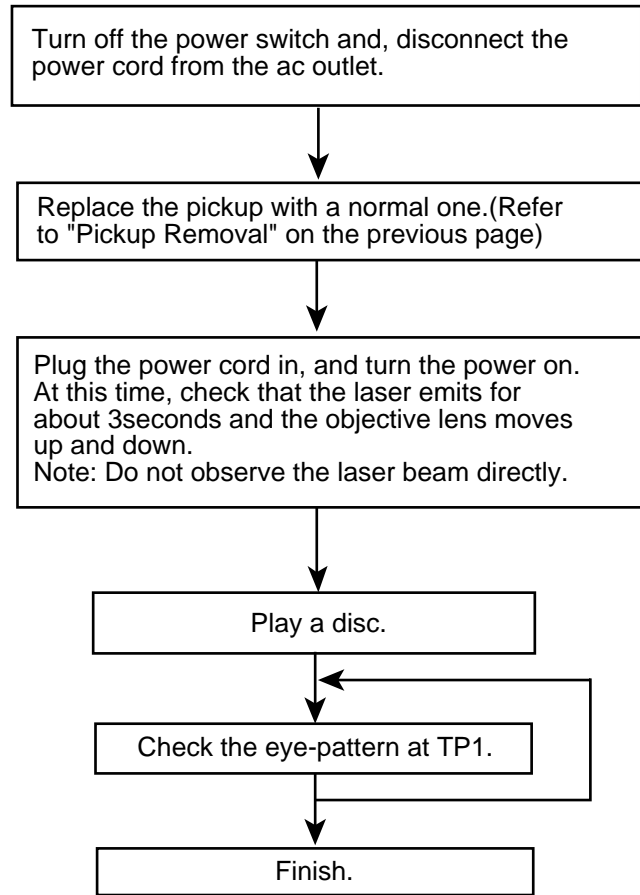 Turn off the power switch and, disconnect the
power cord from the ac outlet.
Replace the pickup with a normal one.(Refer
to "Pickup Removal" on the previous page)
Plug the power cord in, and turn the power on.
At this time, check that the laser emits for
about 3seconds and the objective lens moves
up and down.
Note: Do not observe the laser beam directly.
Play a disc.
Check the eye-pattern at TP1.
Finish.